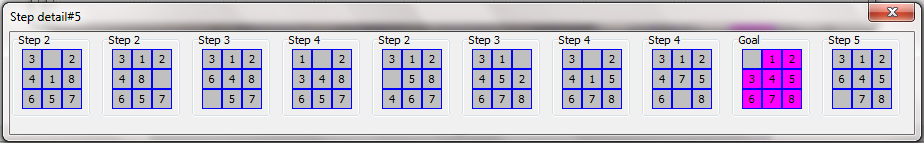 Step detail#5
Step 2 Step 2 Step 3 Step 4 Step 2 Step 3 Step 4 Step 4 Goal Step 5
3 2 3 1 2 3 1 2 1 2 3 1 2 3 1 2 3 2 3 1 2 1 2 3 1 2
4 1 8 4 8 6 4 8 3 4 8 5 8 4 5 4 1 5 4 7 5 3 4 5 6 4 5
6 5 7 6 5 7 5 7 6 5 7 4 6 7 6 7 8 6 7 8 6 8 6 7 8 7 8